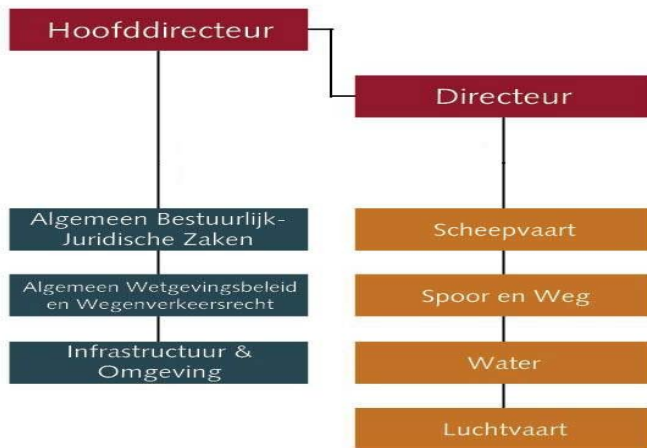 Hoofddirecteur
Directeur
Algemeen Bestuurlijk-
Juridische Zaken
Algemeen Wetgevingsbeleid
en Wegenverkeersrecht
Infrastructuur &
Omgeving
Scheepvaart
Spoor en Weg
Water
Luchtvaart